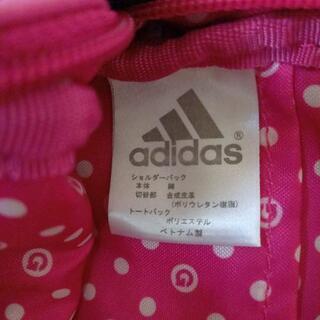 adidas®
ショルダーバック
本体 綿
切替部 合成皮革
(ポリウレタン樹脂)
トートバック
ポリエステル
ベトナム製